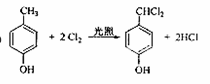 CH₃ CHCl₂
) + 2Cl₂ 光照 + 2HCl
OH OH